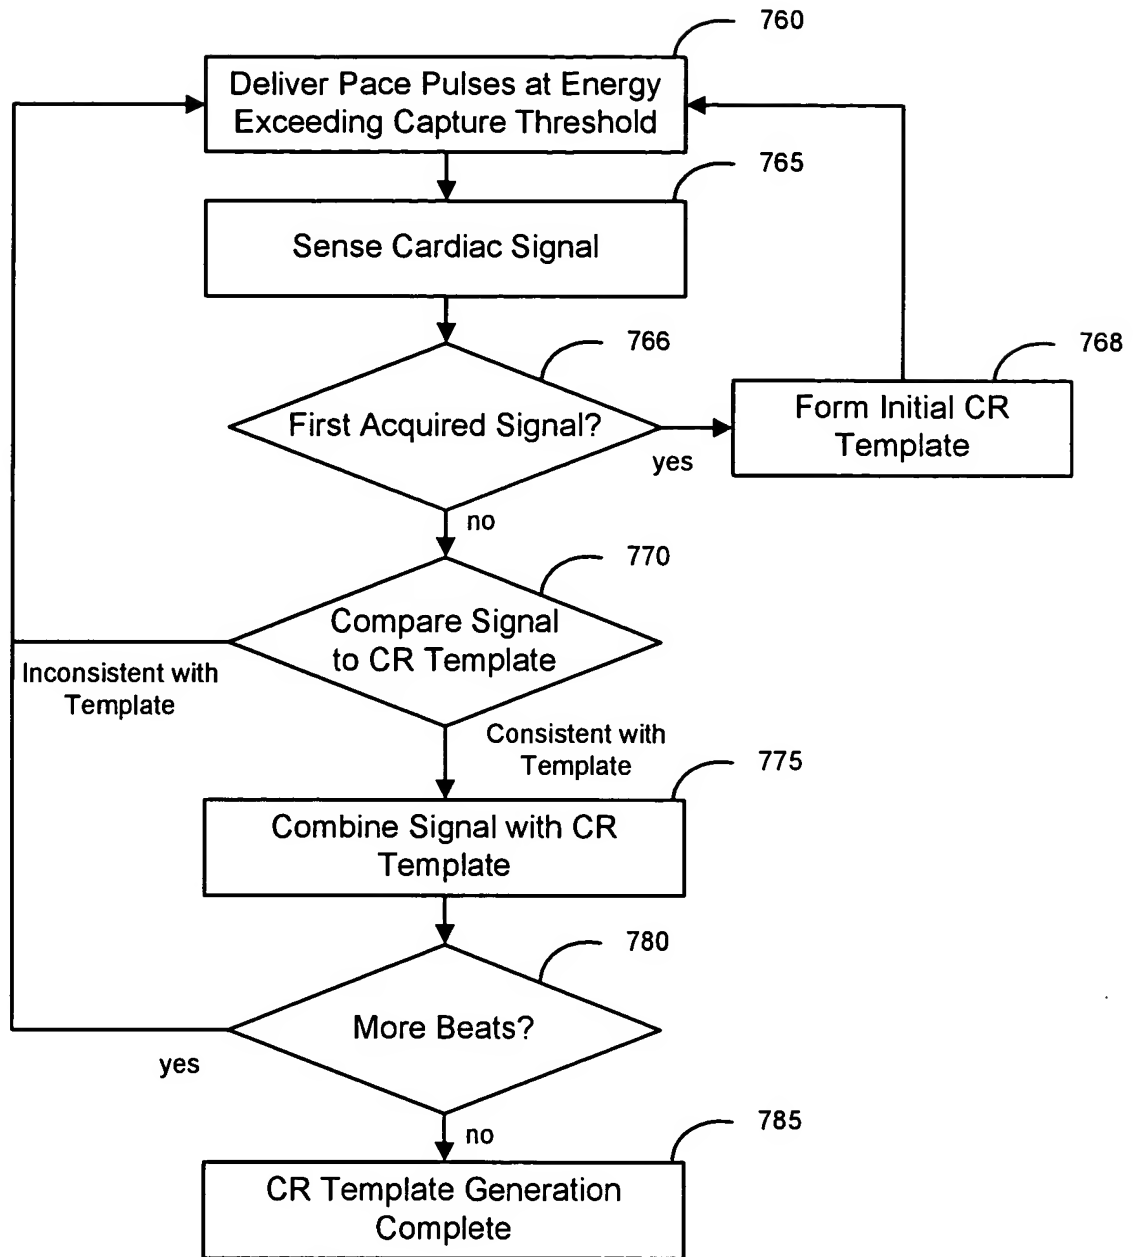 760
Deliver Pace Pulses at Energy
Exceeding Capture Threshold
765
Sense Cardiac Signal
766
768
First Acquired Signal?
Form Initial CR
Template
yes
no
770
Compare Signal
to CR Template
Inconsistent with
Template
Consistent with
Template
775
Combine Signal with CR
Template
780
More Beats?
yes
no
785
CR Template Generation
Complete